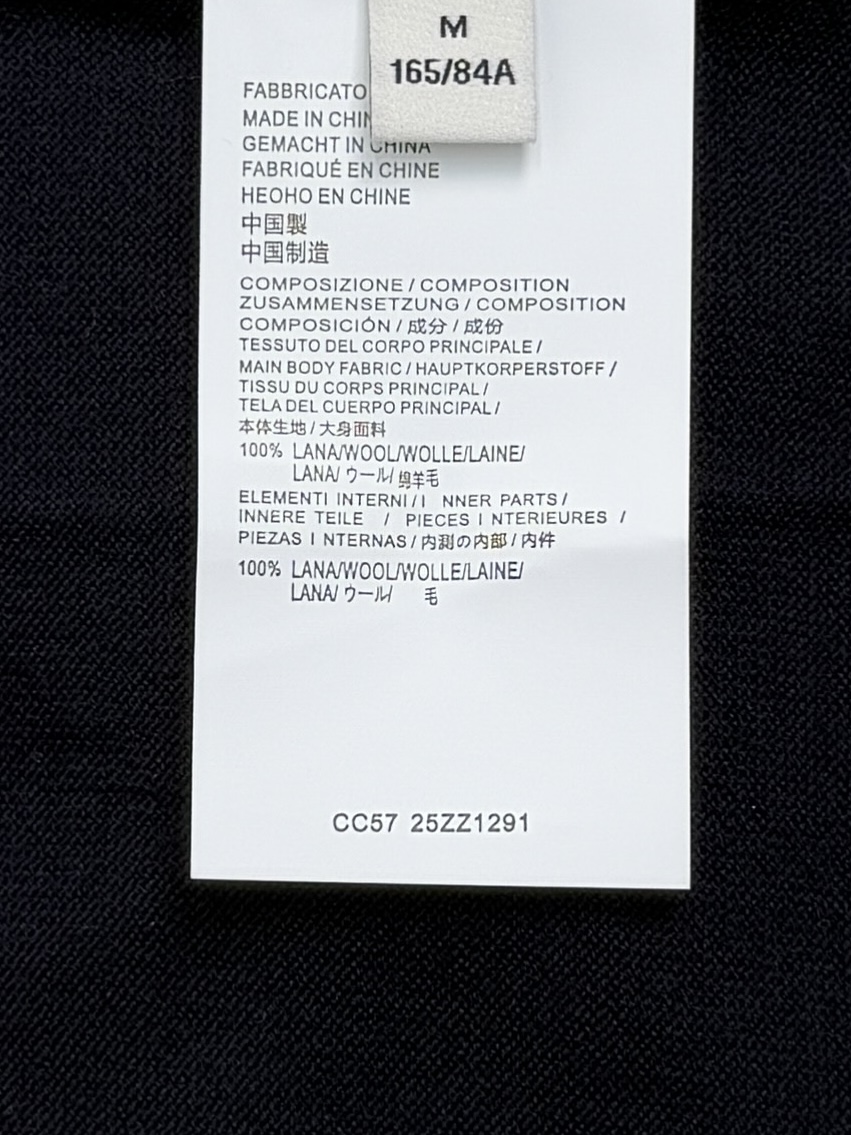 M
165/84A
FABBRICATO
MADE IN CHIN
GEMACHT IN CHINA
FABRIQUÉ EN CHINE
HEOHO EN CHINE
中国製
中国制造
COMPOSIZIONE / COMPOSITION
ZUSAMMENSETZUNG / COMPOSITION
COMPOSICIÓN / 成分 / 成份
TESSUTO DEL CORPO PRINCIPALE /
MAIN BODY FABRIC / HAUPTKORPERSTOFF /
TISSU DU CORPS PRINCIPAL /
TELA DEL CUERPO PRINCIPAL /
本体生地 / 大身面料
100% LANA/WOOL/WOLLE/LAINE/
LANA/ ウール/ 绵羊毛
ELEMENTI INTERNI / I NNER PARTS /
INNERE TEILE / PIECES I NTERIEURES /
PIEZAS I NTERNAS / 内測の内部 / 内件
100% LANA/WOOL/WOLLE/LAINE/
LANA/ ウール/ 毛
CC57 25ZZ1291